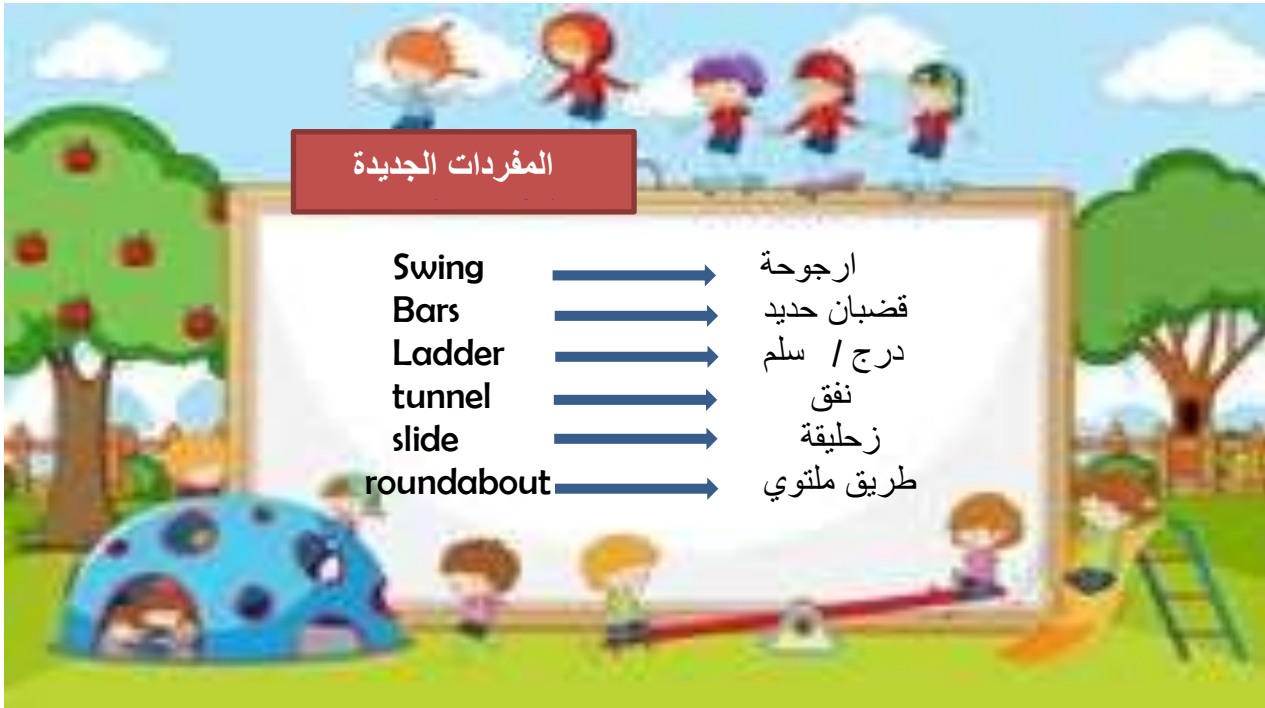 المفردات الجديدة
Swing ارجوحة
Bars قضبان حديد
Ladder درج / سلم
tunnel نفق
slide زحليقة
roundabout طريق ملتوي